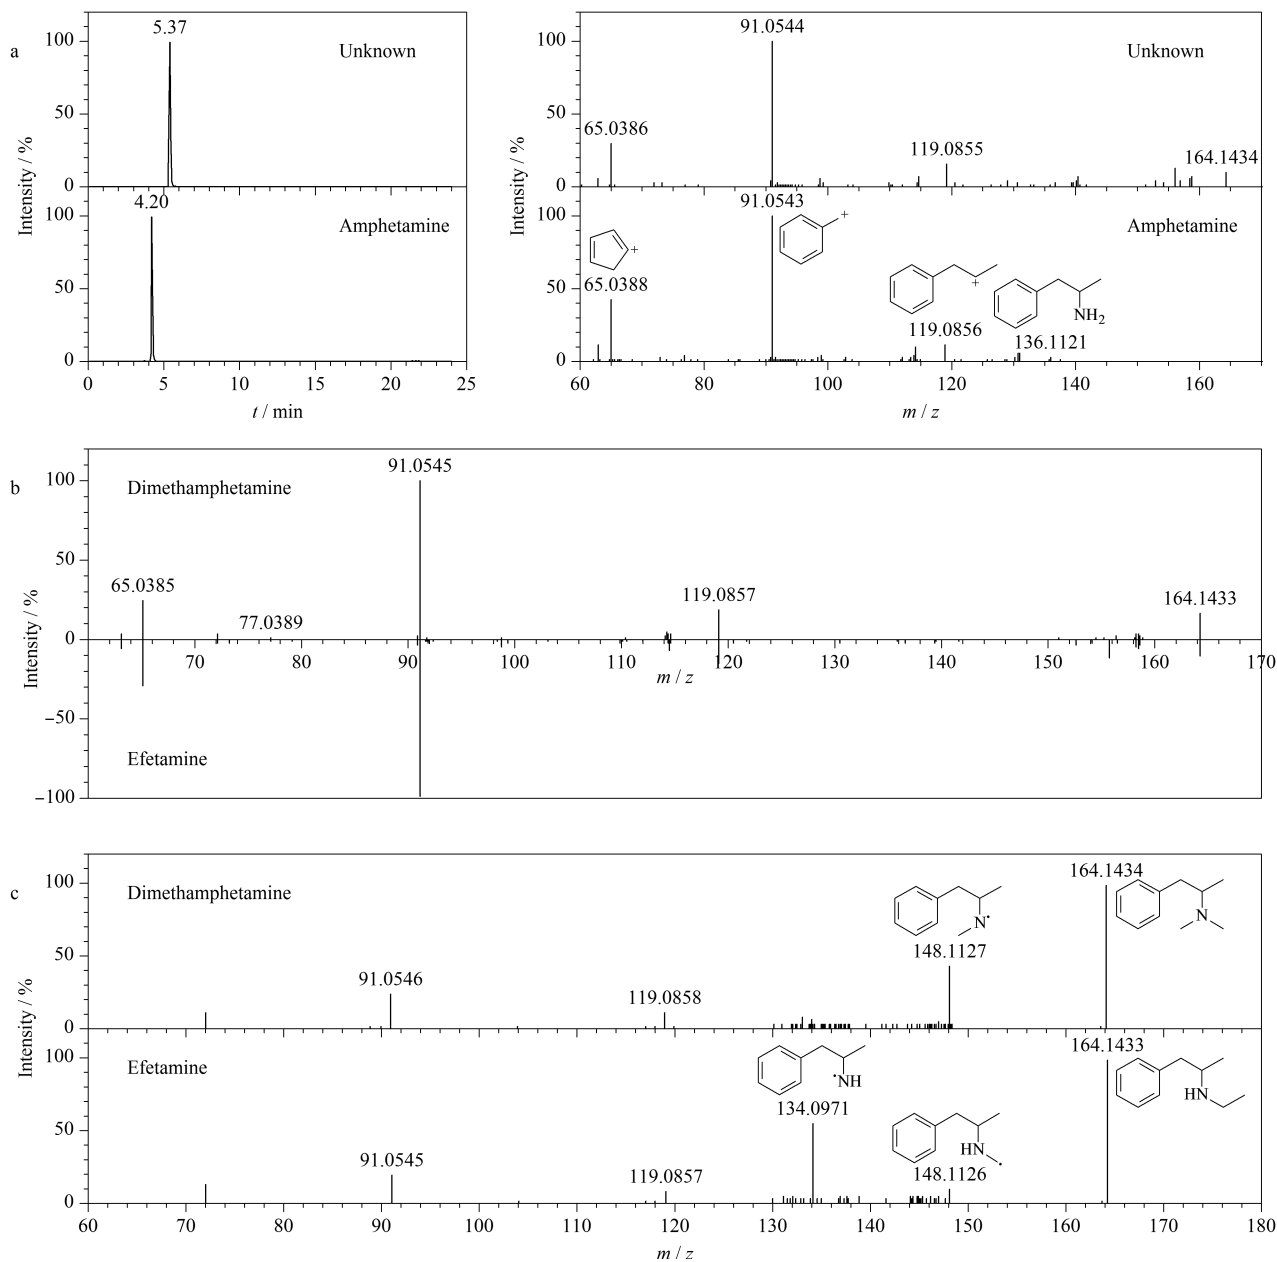 a
5.37
Unknown
100
50
0
4.20
Amphetamine
100
50
0
0 5 10 15 20 25
t / min
Intensity / %
91.0544
Unknown
100
65.0386
50
119.0855
164.1434
0
91.0543
Amphetamine
100
+
+
65.0388
50
+
NH2
119.0856
136.1121
0
60 80 100 120 140 160
m / z
Intensity / %
b
91.0545
Dimethamphetamine
100
50
65.0385
77.0389
119.0857
164.1433
0
70 80 90 100 110 120 130 140 150 160 170
m / z
Intensity / %
−50
Efetamine
−100
c
Dimethamphetamine
100
164.1434
N·
N
148.1127
50
91.0546
119.0858
0
Efetamine
100
164.1433
·NH
HN
134.0971
50
HN
·
91.0545
119.0857
148.1126
0
60 70 80 90 100 110 120 130 140 150 160 170 180
m / z
Intensity / %